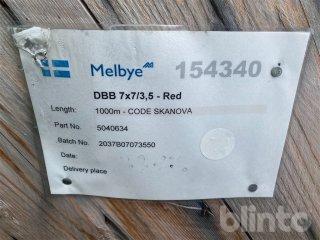 Melbye
154340
DBB 7x7/3,5 - Red
Length: 1000m - CODE SKANOVA
Part No. 5040634
Batch No. 2037B07073550
Date:
Delivery place
blinto